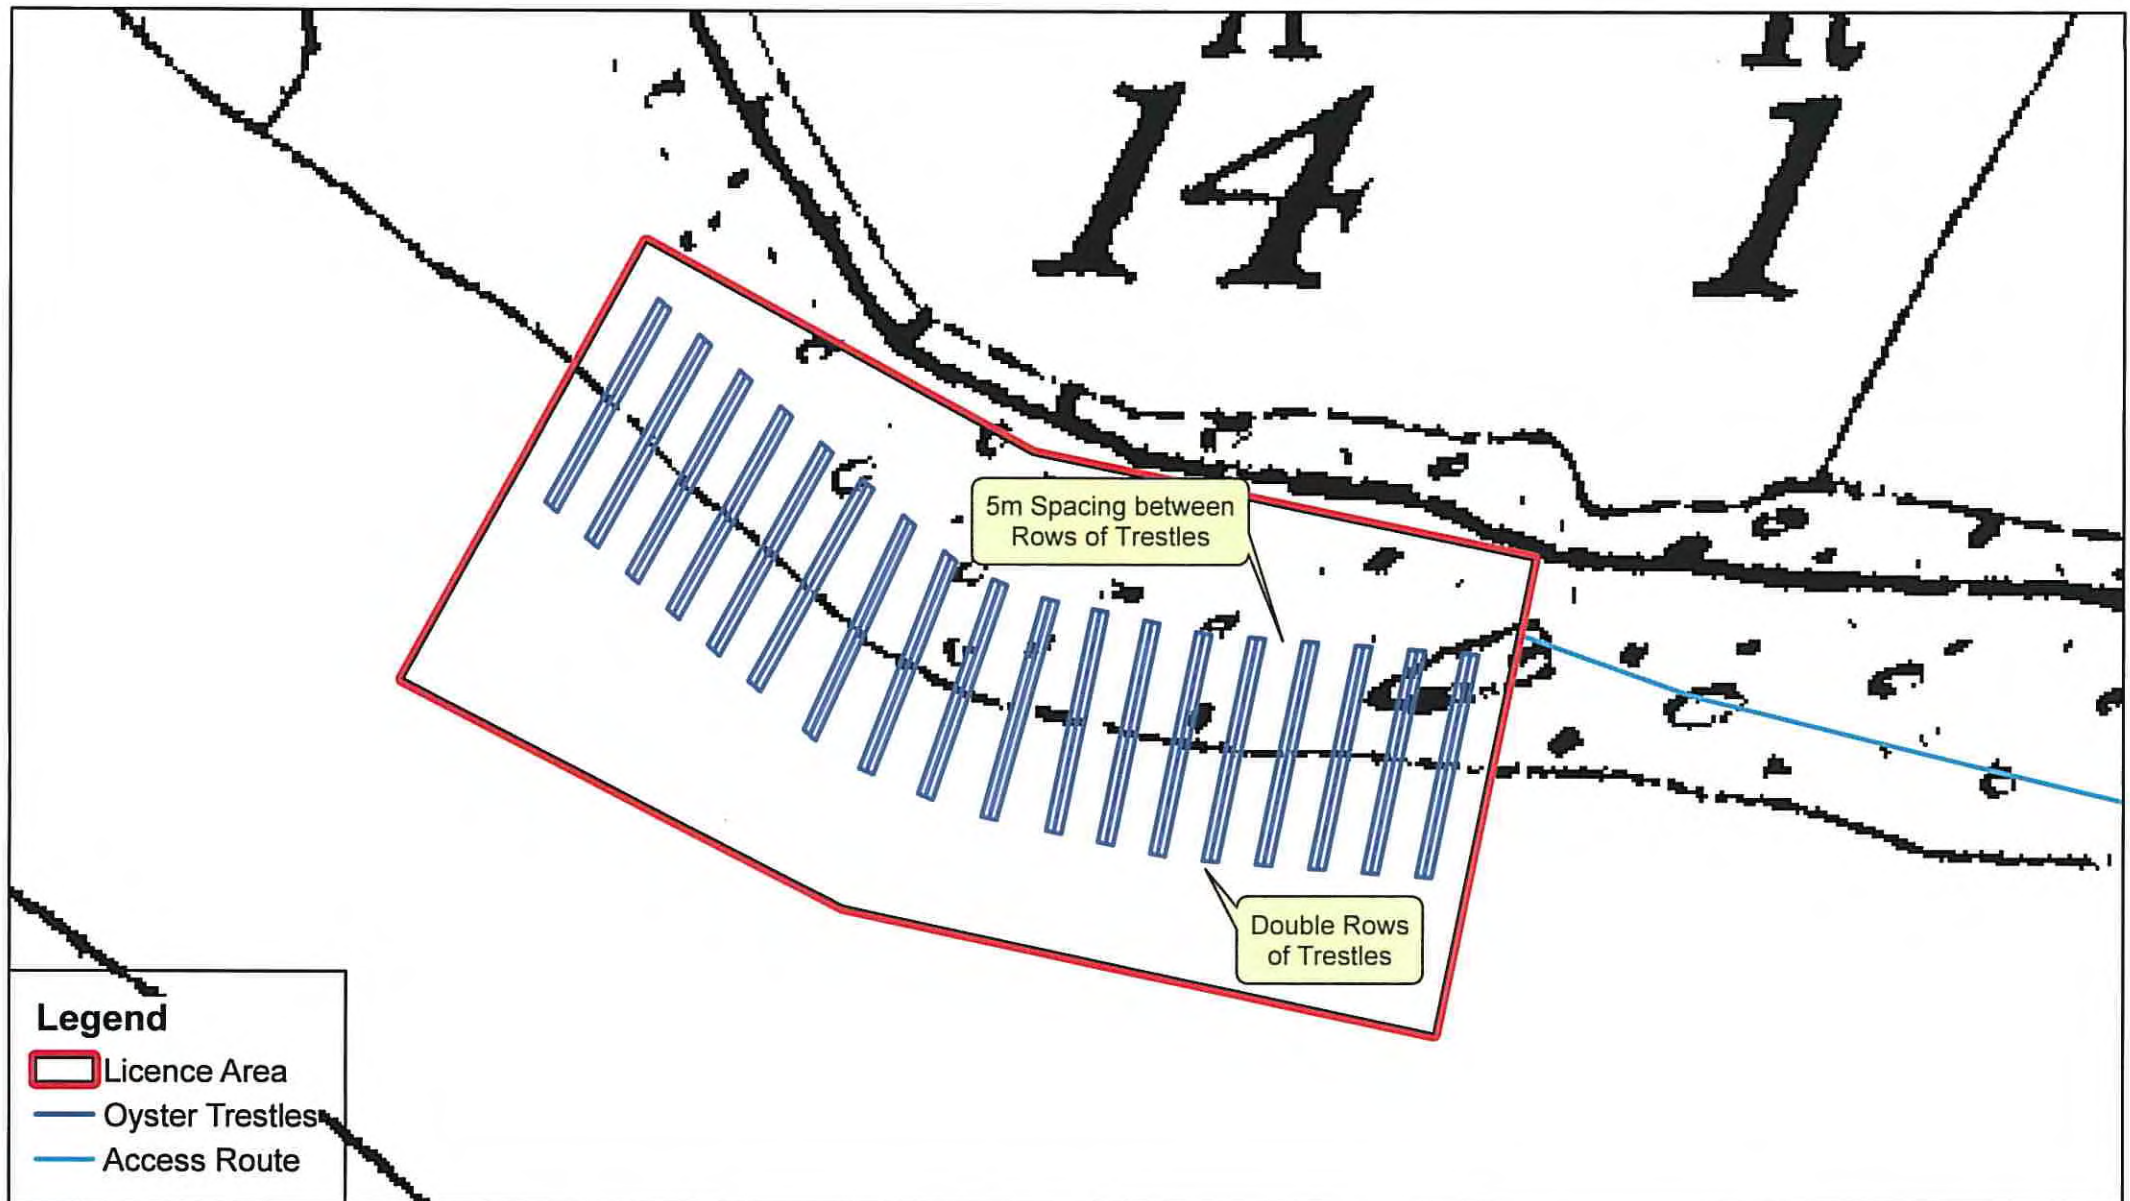 14
1
5m Spacing between
Rows of Trestles
Double Rows
of Trestles
Legend
Licence Area
Oyster Trestles
Access Route